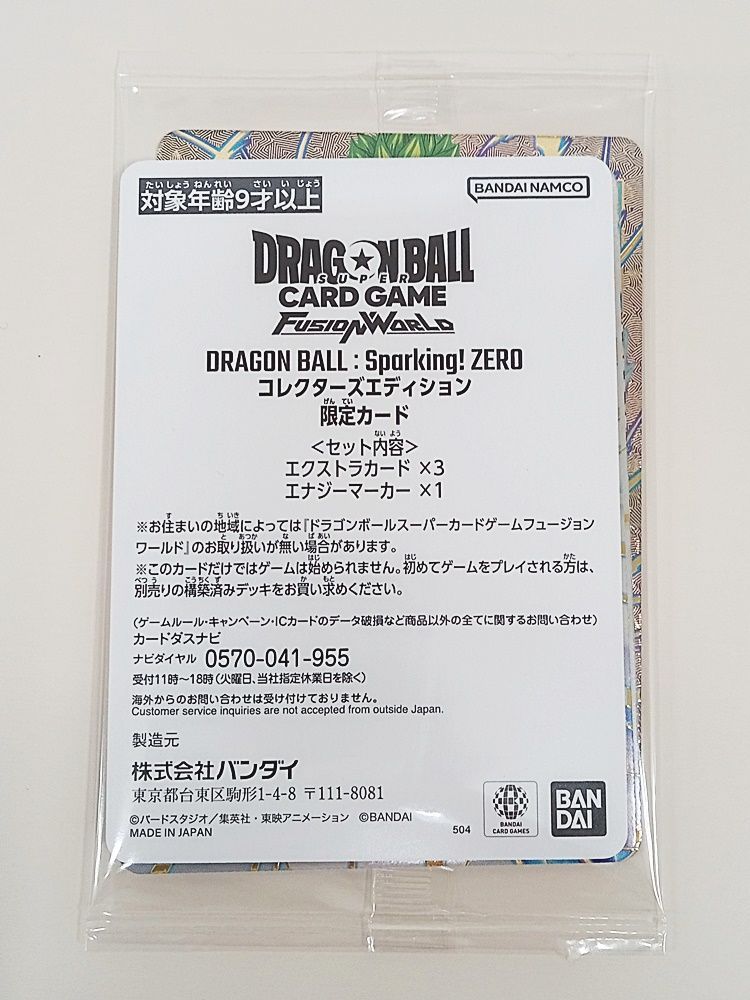 たいしょうねんれい さいいじょう
対象年齢9才以上
BANDAI NAMCO
DRAGON BALL
SUPER
CARD GAME
FUSION WORLD
DRAGON BALL : Sparking! ZERO
コレクターズエディション
げんてい
限定カード
ないよう
＜セット内容＞
エクストラカード ×3
エナジーマーカー ×1
す ちいき
※お住まいの地域によっては『ドラゴンボールスーパーカードゲームフュージョン
と あつか な ばあい
ワールド』のお取り扱いが無い場合があります。
はじ はじ かた
※このカードだけではゲームは始められません。初めてゲームをプレイされる方は、
べつう こうちくず か もと
別売りの構築済みデッキをお買い求めください。
（ゲームルール・キャンペーン・ICカードのデータ破損など商品以外の全てに関するお問い合わせ）
カードダスナビ
ナビダイヤル 0570-041-955
受付11時～18時（火曜日、当社指定休業日を除く）
海外からのお問い合わせは受け付けておりません。
Customer service inquiries are not accepted from outside Japan.
製造元
株式会社バンダイ
東京都台東区駒形1-4-8 〒111-8081
©バードスタジオ／集英社・東映アニメーション ©BANDAI
MADE IN JAPAN
504
BANDAI
CARD GAMES
BAN
DAI